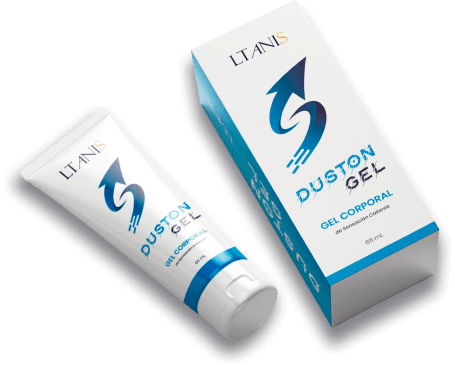 LTANIS
DUSTON
GEL
GEL CORPORAL
65 mL
LTANIS
DUSTON
GEL
GEL CORPORAL
de Sensación Caliente
65 mL